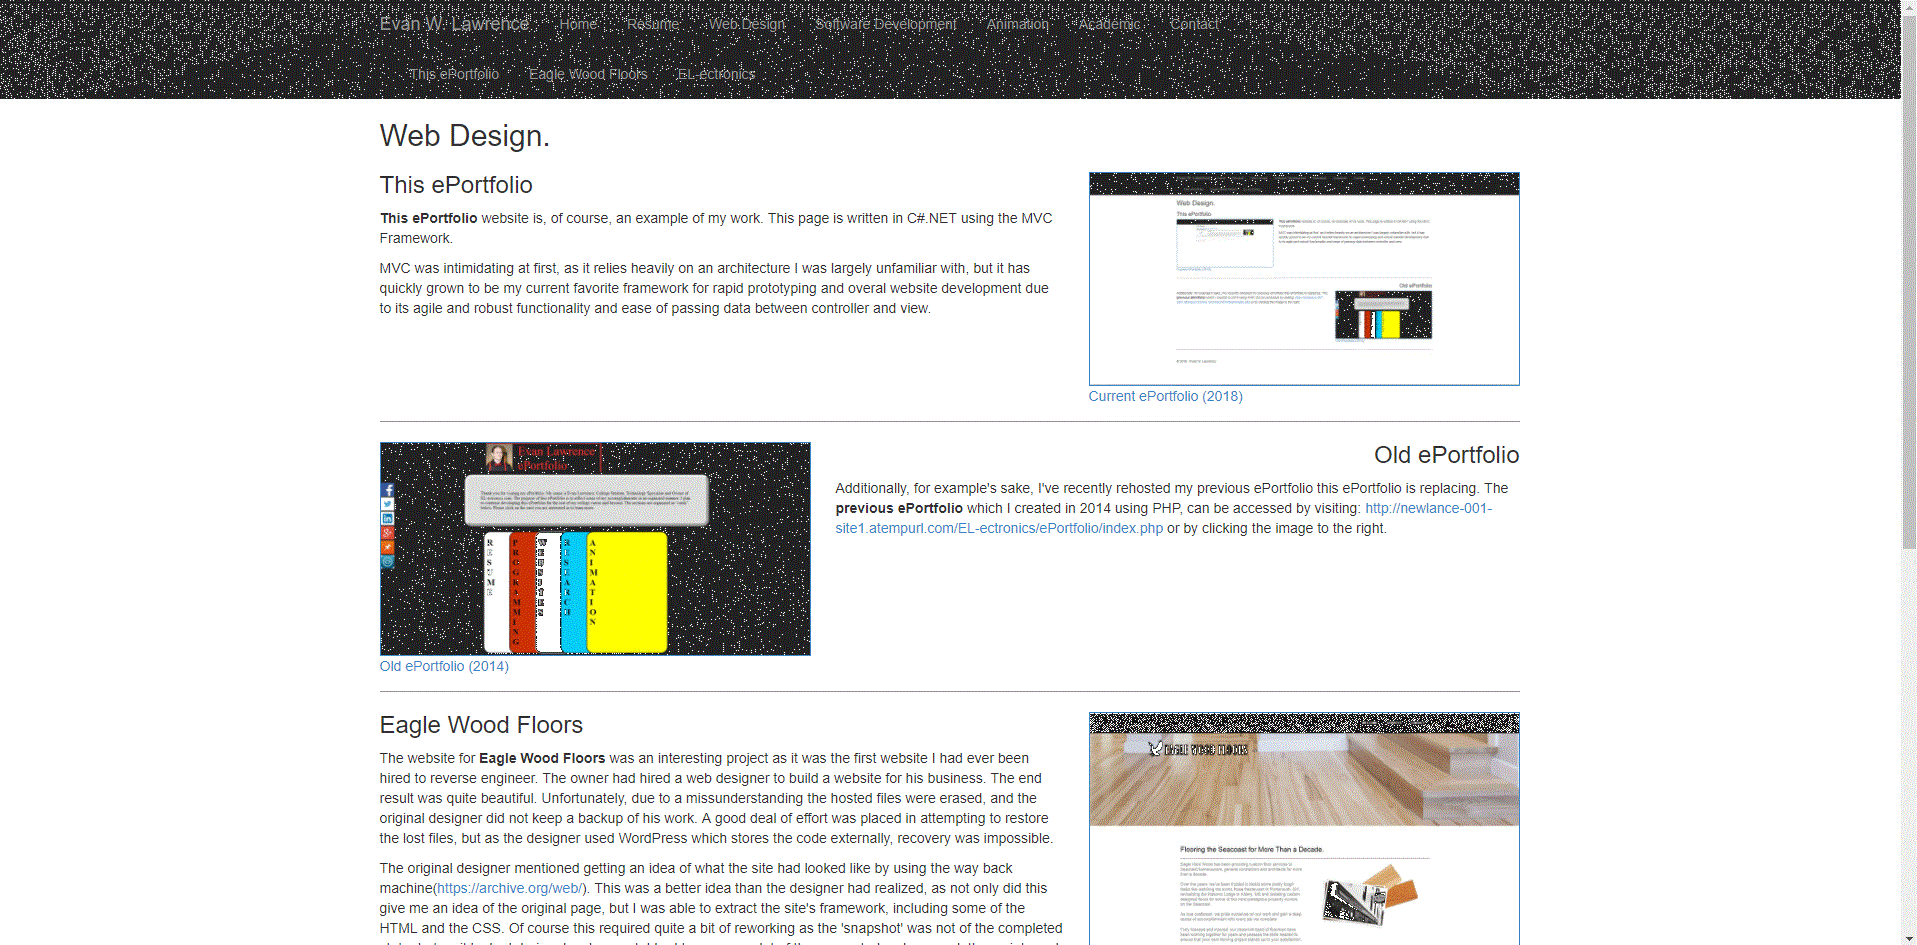 Evan W. Lawrence Home Resume Web Design Software Development Animation Academic Contact
This ePortfolio Eagle Wood Floors EL-ectronics
Web Design.
This ePortfolio
This ePortfolio website is, of course, an example of my work. This page is written in C#.NET using the MVC
Framework.
MVC was intimidating at first, as it relies heavily on an architecture I was largely unfamiliar with, but it has
quickly grown to be my current favorite framework for rapid prototyping and overal website development due
to its agile and robust functionality and ease of passing data between controller and view.
Web Design.
This ePortfolio
Old ePortfolio
Current ePortfolio (2018)
Evan Lawrence
ePortfolio
RESUME
PROGRAMMING
WEBSITES
RESEARCH
ANIMATION
Old ePortfolio (2014)
Old ePortfolio
Additionally, for example's sake, I've recently rehosted my previous ePortfolio this ePortfolio is replacing. The
previous ePortfolio which I created in 2014 using PHP, can be accessed by visiting: http://newlance-001-
site1.atempurl.com/EL-ectronics/ePortfolio/index.php or by clicking the image to the right.
Eagle Wood Floors
The website for Eagle Wood Floors was an interesting project as it was the first website I had ever been
hired to reverse engineer. The owner had hired a web designer to build a website for his business. The end
result was quite beautiful. Unfortunately, due to a missunderstanding the hosted files were erased, and the
original designer did not keep a backup of his work. A good deal of effort was placed in attempting to restore
the lost files, but as the designer used WordPress which stores the code externally, recovery was impossible.
The original designer mentioned getting an idea of what the site had looked like by using the way back
machine(https://archive.org/web/). This was a better idea than the designer had realized, as not only did this
give me an idea of the original page, but I was able to extract the site's framework, including some of the
HTML and the CSS. Of course this required quite a bit of reworking as the 'snapshot' was not of the completed
EAGLE WOOD FLOORS
Flooring the Seacoast for More Than a Decade.